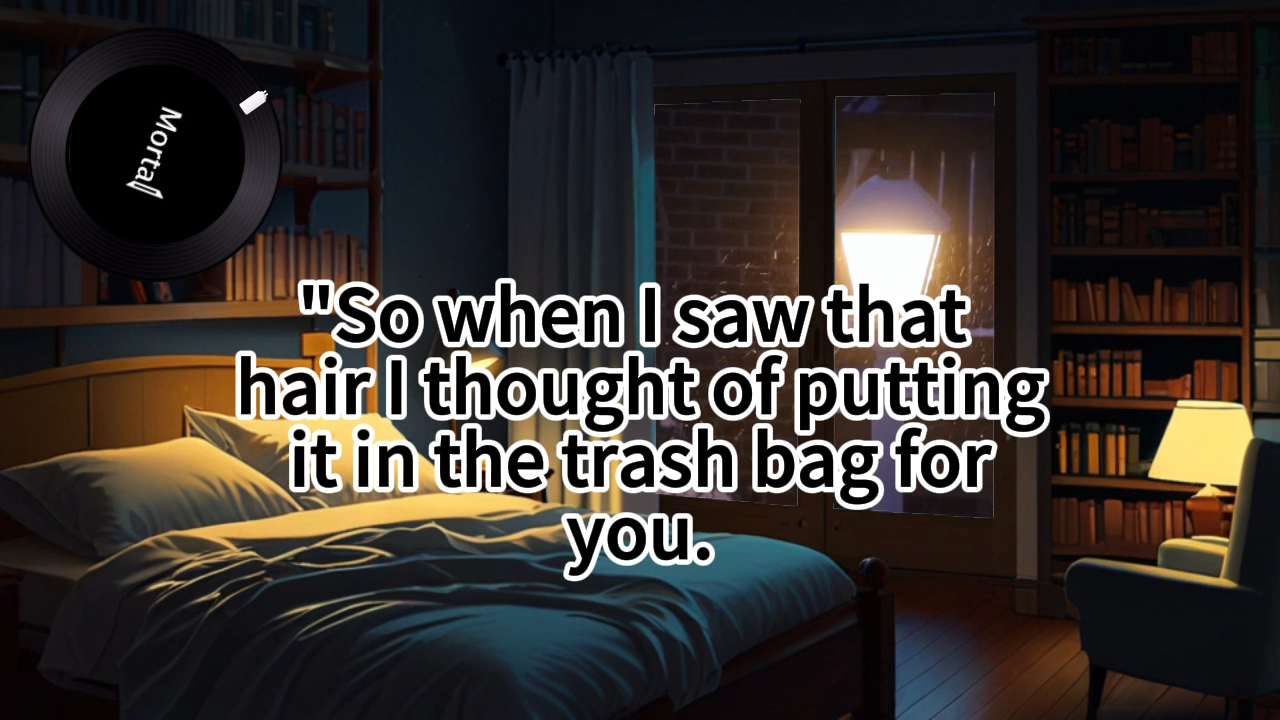 Mortal
"So when I saw that
hair I thought of putting
it in the trash bag for
you.